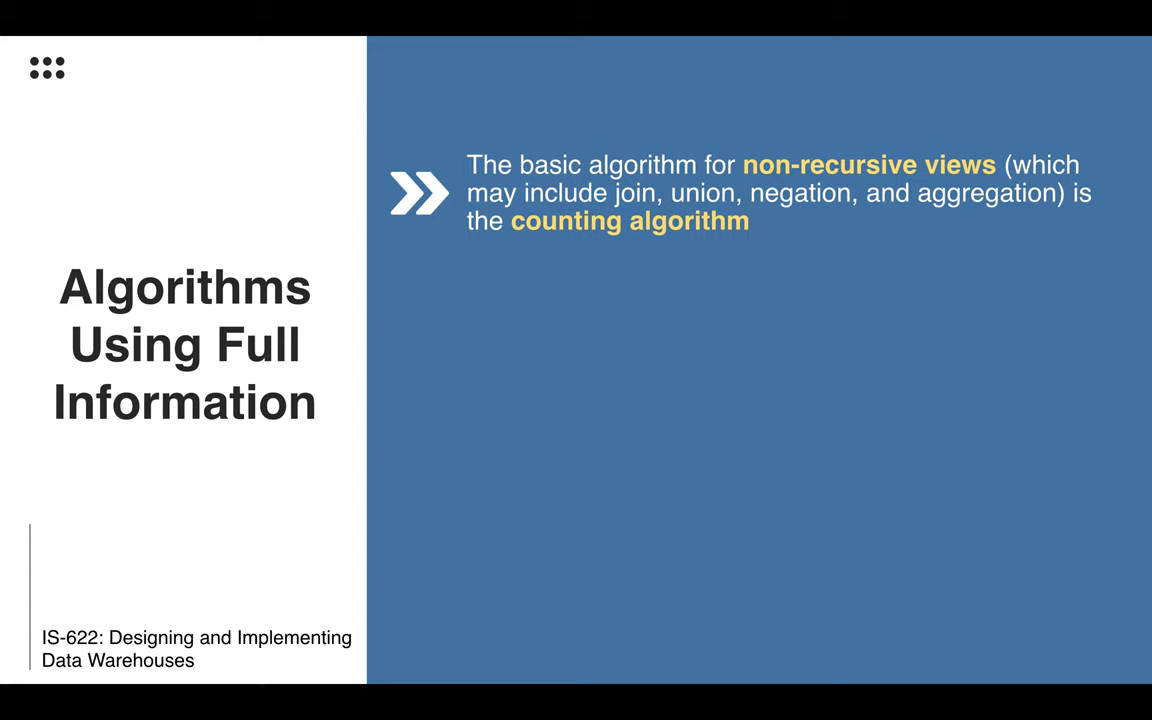 Algorithms
Using Full
Information
IS-622: Designing and Implementing
Data Warehouses
The basic algorithm for non-recursive views (which
may include join, union, negation, and aggregation) is
the counting algorithm